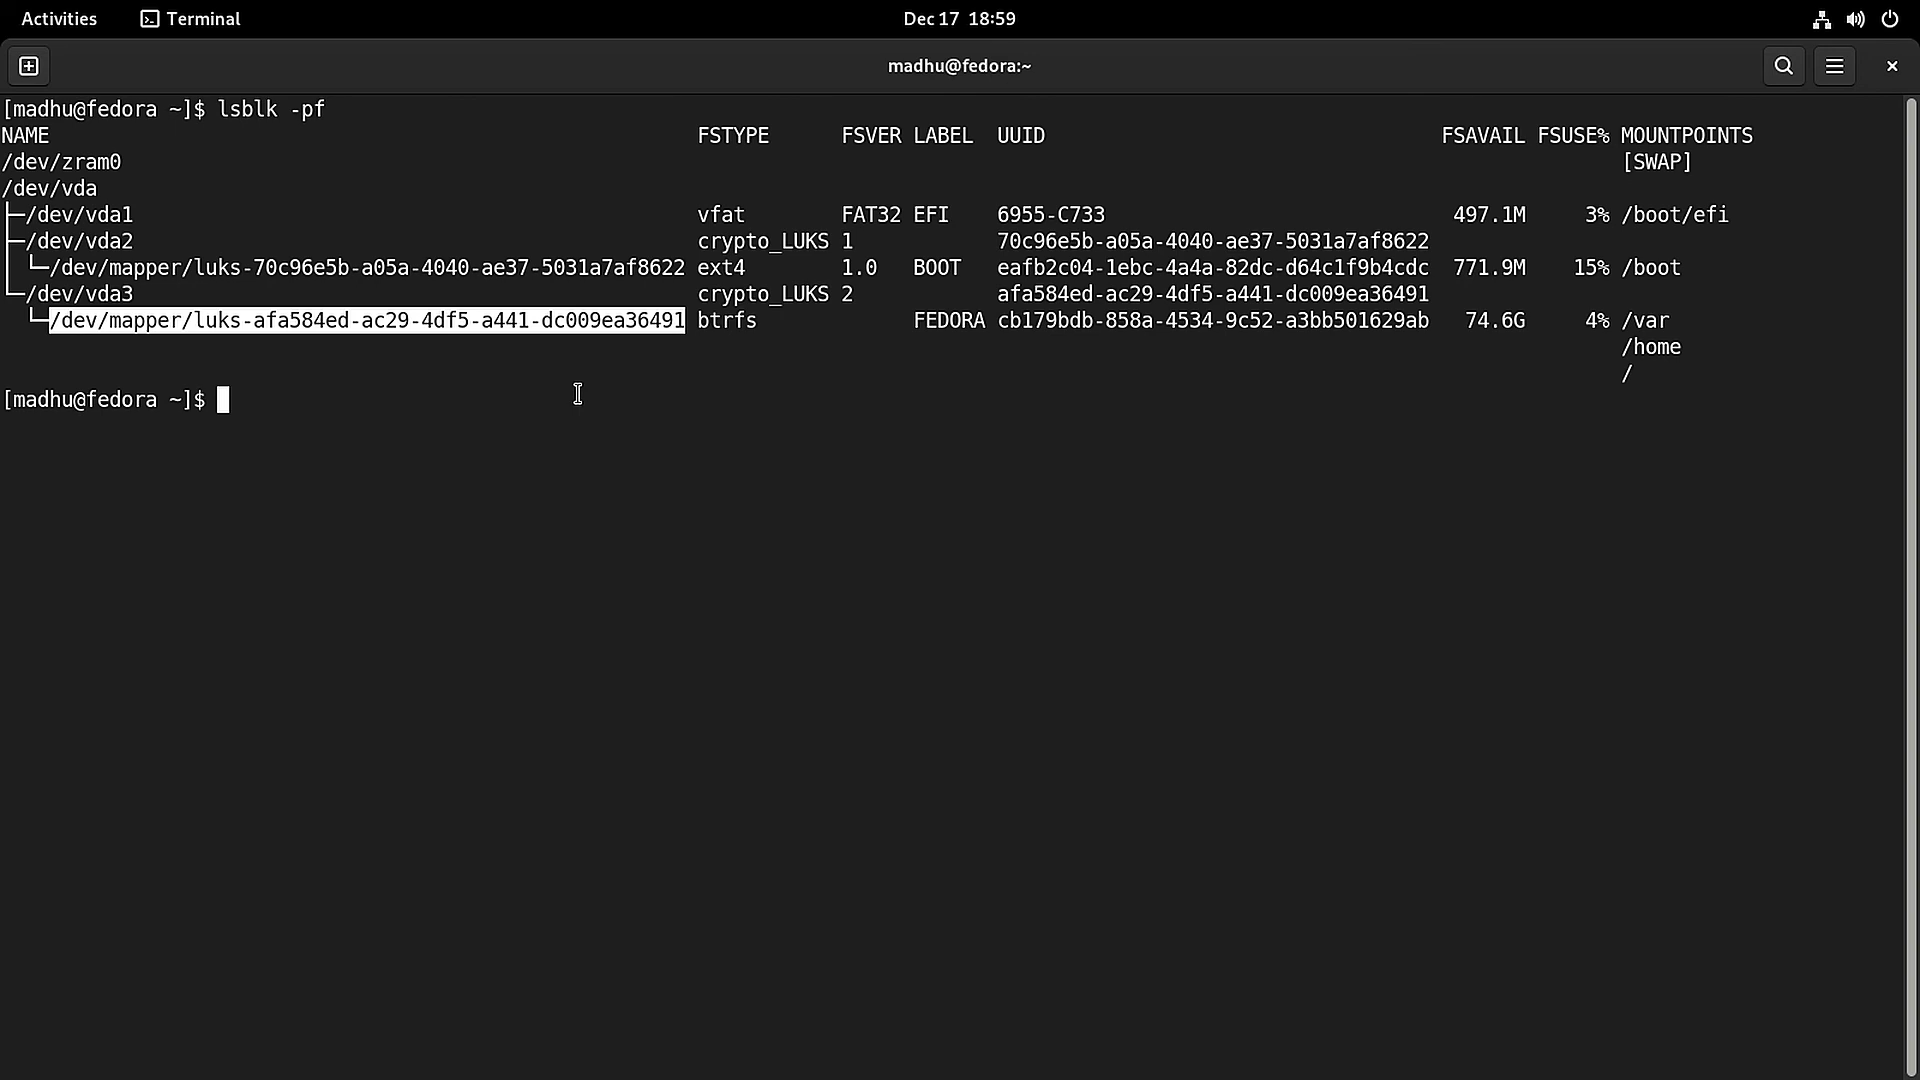 Activities Terminal Dec 17 18:59
madhu@fedora:~
[madhu@fedora ~]$ lsblk -pf
NAME FSTYPE FSVER LABEL UUID FSAVAIL FSUSE% MOUNTPOINTS
/dev/zram0 [SWAP]
/dev/vda
├─/dev/vda1 vfat FAT32 EFI 6955-C733 497.1M 3% /boot/efi
├─/dev/vda2 crypto_LUKS 1 70c96e5b-a05a-4040-ae37-5031a7af8622
│ └─/dev/mapper/luks-70c96e5b-a05a-4040-ae37-5031a7af8622 ext4 1.0 BOOT eafb2c04-1ebc-4a4a-82dc-d64c1f9b4cdc 771.9M 15% /boot
└─/dev/vda3 crypto_LUKS 2 afa584ed-ac29-4df5-a441-dc009ea36491
└─/dev/mapper/luks-afa584ed-ac29-4df5-a441-dc009ea36491 btrfs FEDORA cb179bdb-858a-4534-9c52-a3bb501629ab 74.6G 4% /var
/home
/
[madhu@fedora ~]$